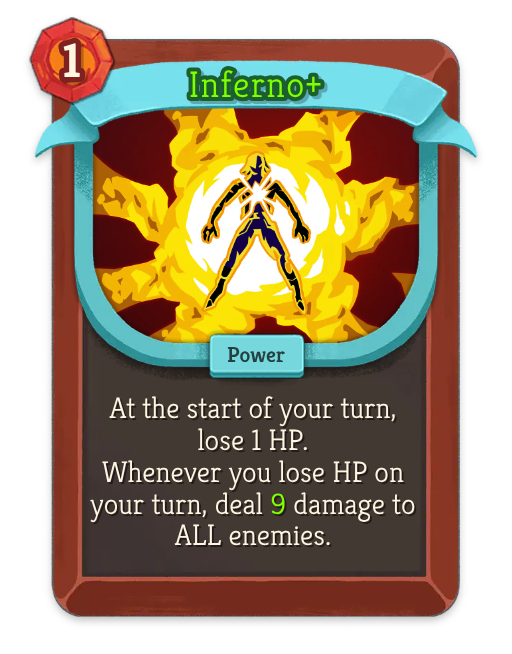 1
Inferno+
Power
At the start of your turn,
lose 1 HP.
Whenever you lose HP on
your turn, deal 9 damage to
ALL enemies.